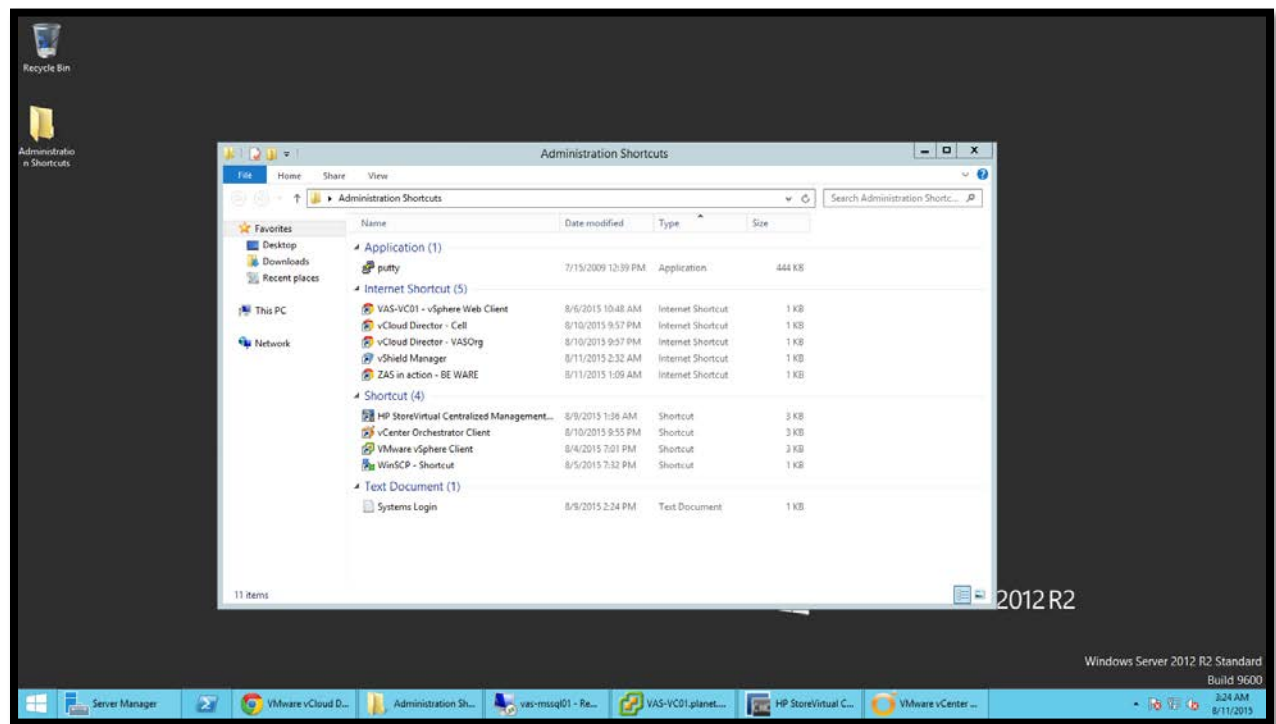 Recycle Bin
Administratio
n Shortcuts
Administration Shortcuts
File Home Share View
Administration Shortcuts
Search Administration Shortc...
Name Date modified Type Size
Favorites
Desktop
Downloads
Recent places
This PC
Network
Application (1)
putty 7/15/2009 12:39 PM Application 444 KB
Internet Shortcut (5)
VAS-VC01 - vSphere Web Client 8/6/2015 10:48 AM Internet Shortcut 1 KB
vCloud Director - Cell 8/10/2015 9:57 PM Internet Shortcut 1 KB
vCloud Director - VASOrg 8/10/2015 9:57 PM Internet Shortcut 1 KB
vShield Manager 8/11/2015 2:32 AM Internet Shortcut 1 KB
ZAS in action - BE WARE 8/11/2015 1:09 AM Internet Shortcut 1 KB
Shortcut (4)
HP StoreVirtual Centralized Management... 8/9/2015 1:36 AM Shortcut 3 KB
vCenter Orchestrator Client 8/10/2015 9:55 PM Shortcut 3 KB
VMware vSphere Client 8/4/2015 7:01 PM Shortcut 3 KB
WinSCP - Shortcut 8/5/2015 7:32 PM Shortcut 1 KB
Text Document (1)
Systems Login 8/9/2015 2:24 PM Text Document 1 KB
11 items
2012 R2
Windows Server 2012 R2 Standard
Build 9600
Server Manager VMware vCloud D... Administration Sh... vas-mssql01 - Re... VAS-VC01.planet.... HP StoreVirtual C... VMware vCenter ... 3:24 AM
8/11/2015